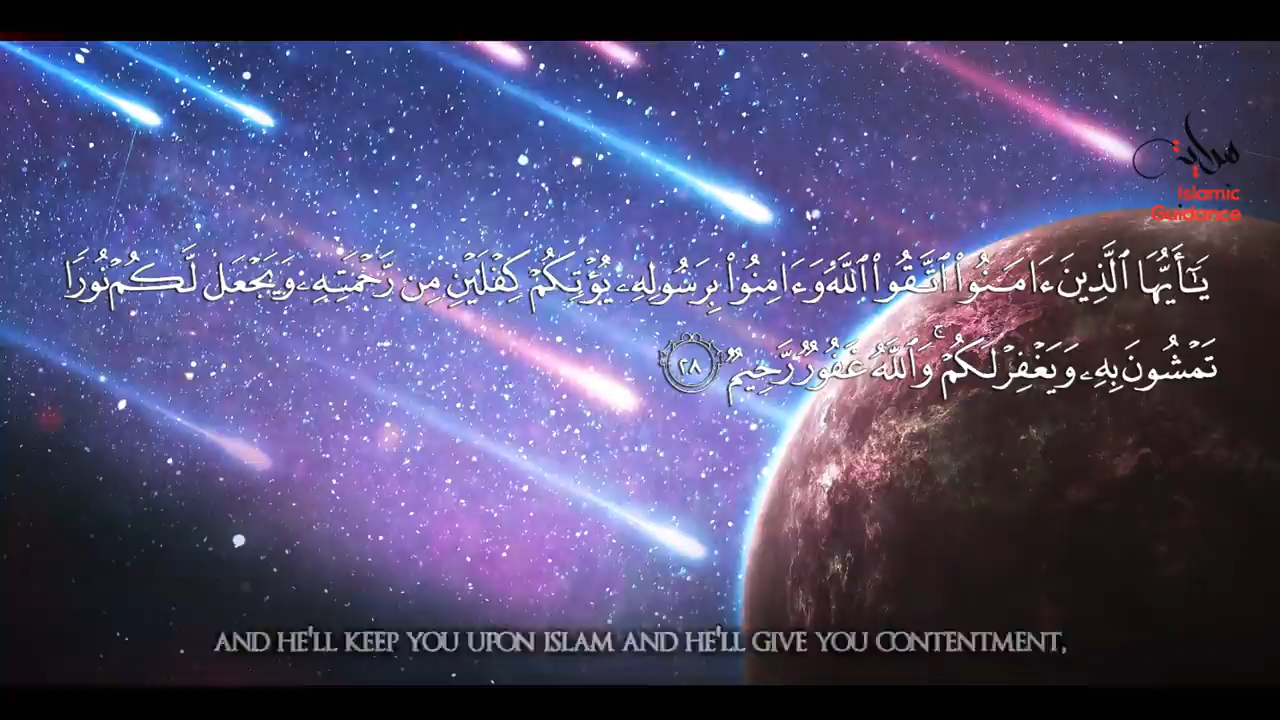 هداية
Islamic
Guidance
يَـٰٓأَيُّهَا ٱلَّذِينَ ءَامَنُوا۟ ٱتَّقُوا۟ ٱللَّهَ وَءَامِنُوا۟ بِرَسُولِهِۦ يُؤْتِكُمْ كِفْلَيْنِ مِن رَّحْمَتِهِۦ وَيَجْعَل لَّكُمْ نُورًا
تَمْشُونَ بِهِۦ وَيَغْفِرْ لَكُمْ ۚ وَٱللَّهُ غَفُورٌ رَّحِيمٌ ٢٨
AND HE'LL KEEP YOU UPON ISLAM AND HE'LL GIVE YOU CONTENTMENT,